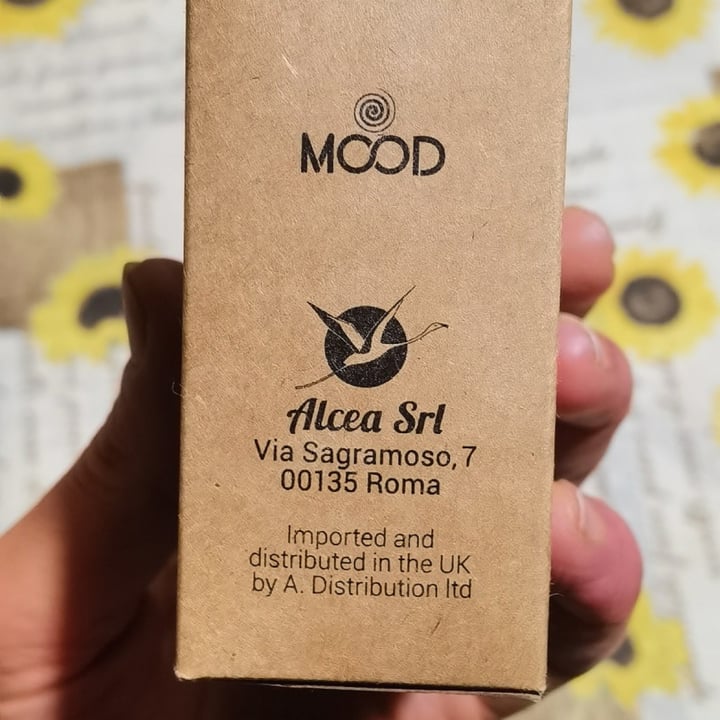 MOOD
Alcea Srl
Via Sagramoso,7
00135 Roma
Imported and
distributed in the UK
by A. Distribution ltd